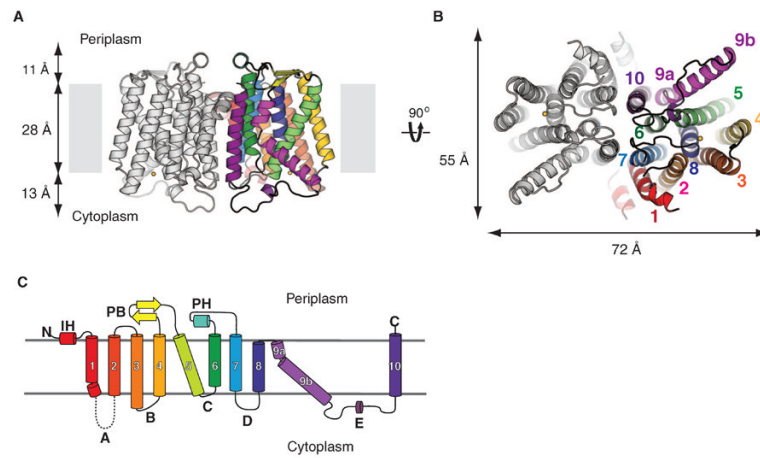 A
Periplasm
11 Å
28 Å
13 Å
Cytoplasm
90°
B
9b
9a
10
5
6
4
7
8
3
2
1
55 Å
72 Å
C
Periplasm
PB
PH
C
N
IH
1
2
3
4
5
6
7
8
9a
9b
10
A
B
C
D
E
Cytoplasm